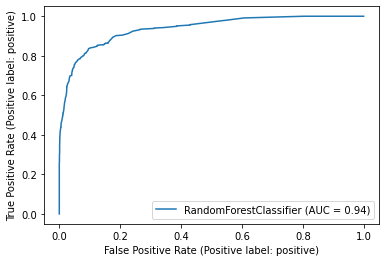 1.0
0.8
0.6
0.4
0.2
0.0
True Positive Rate (Positive label: positive)
RandomForestClassifier (AUC = 0.94)
0.0 0.2 0.4 0.6 0.8 1.0
False Positive Rate (Positive label: positive)